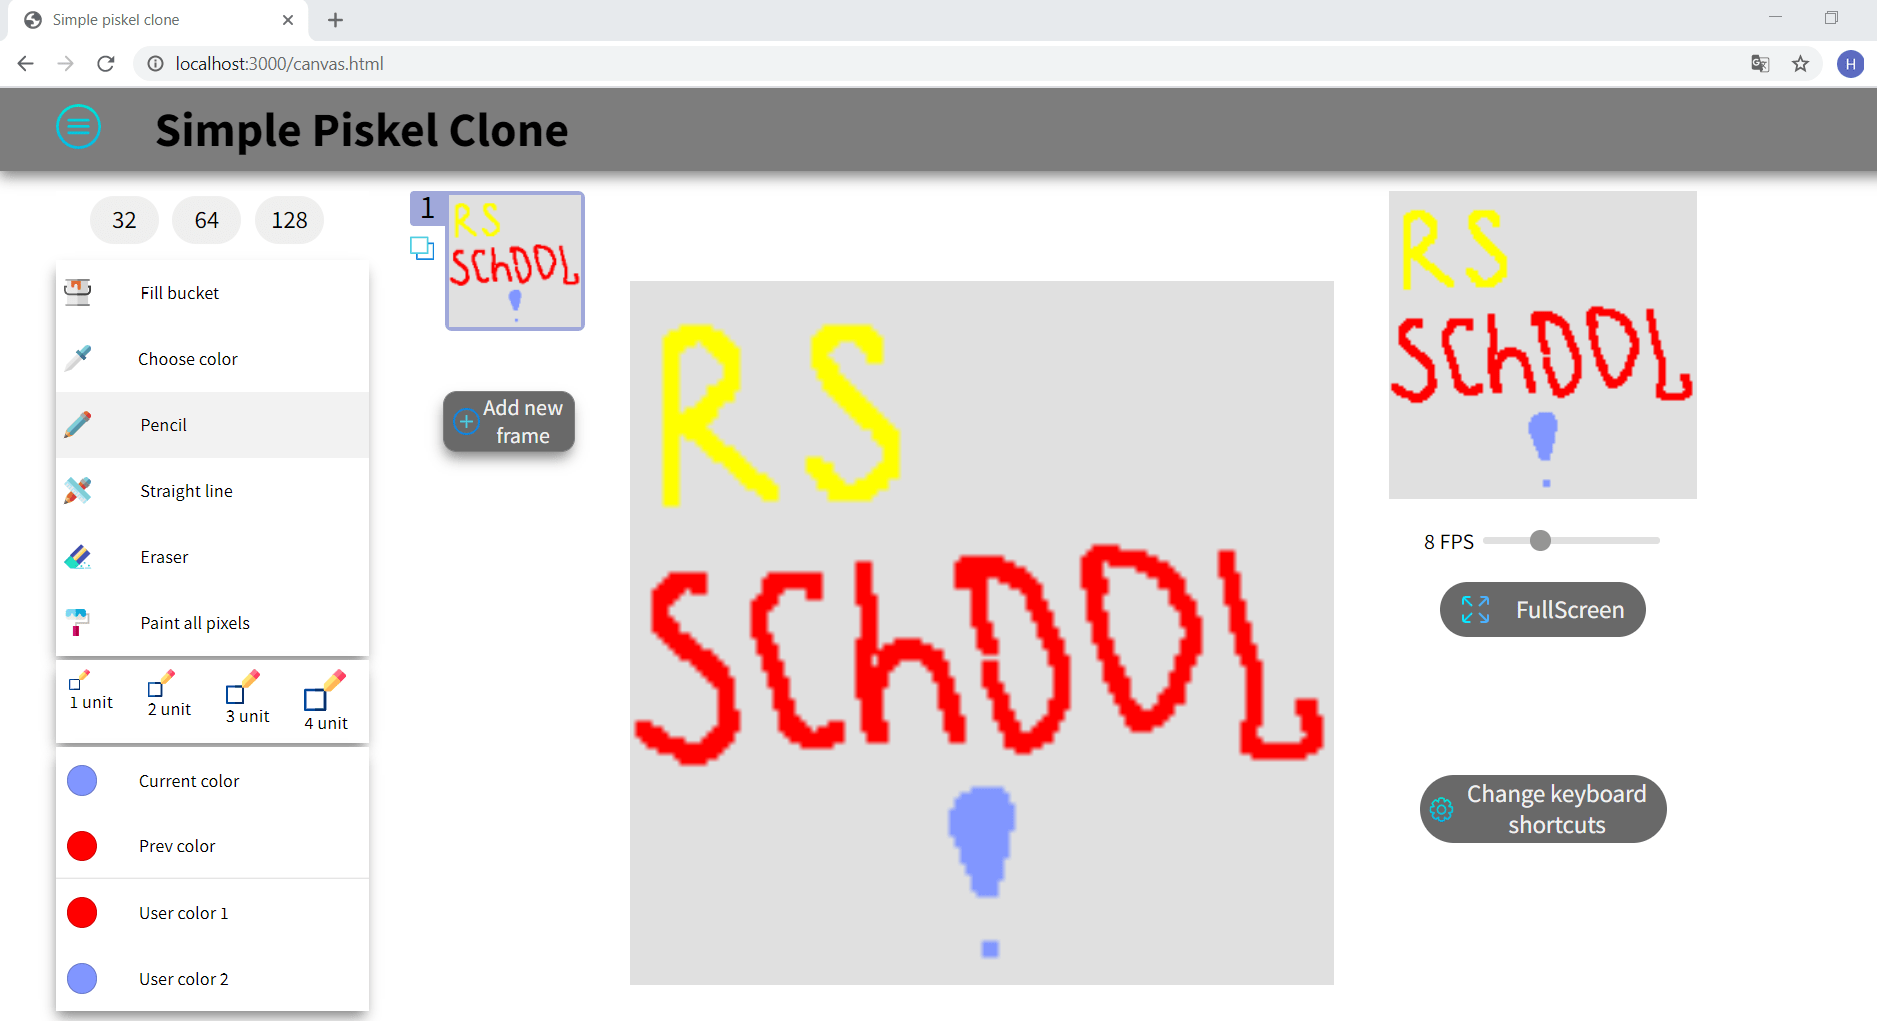 Simple piskel clone
localhost:3000/canvas.html
H
Simple Piskel Clone
32 64 128
Fill bucket
Choose color
Pencil
Straight line
Eraser
Paint all pixels
1 unit 2 unit 3 unit 4 unit
Current color
Prev color
User color 1
User color 2
1
RS
SChOOL
!
Add new
frame
RS
SChOOL
!
RS
SChOOL
!
8 FPS
FullScreen
Change keyboard
shortcuts